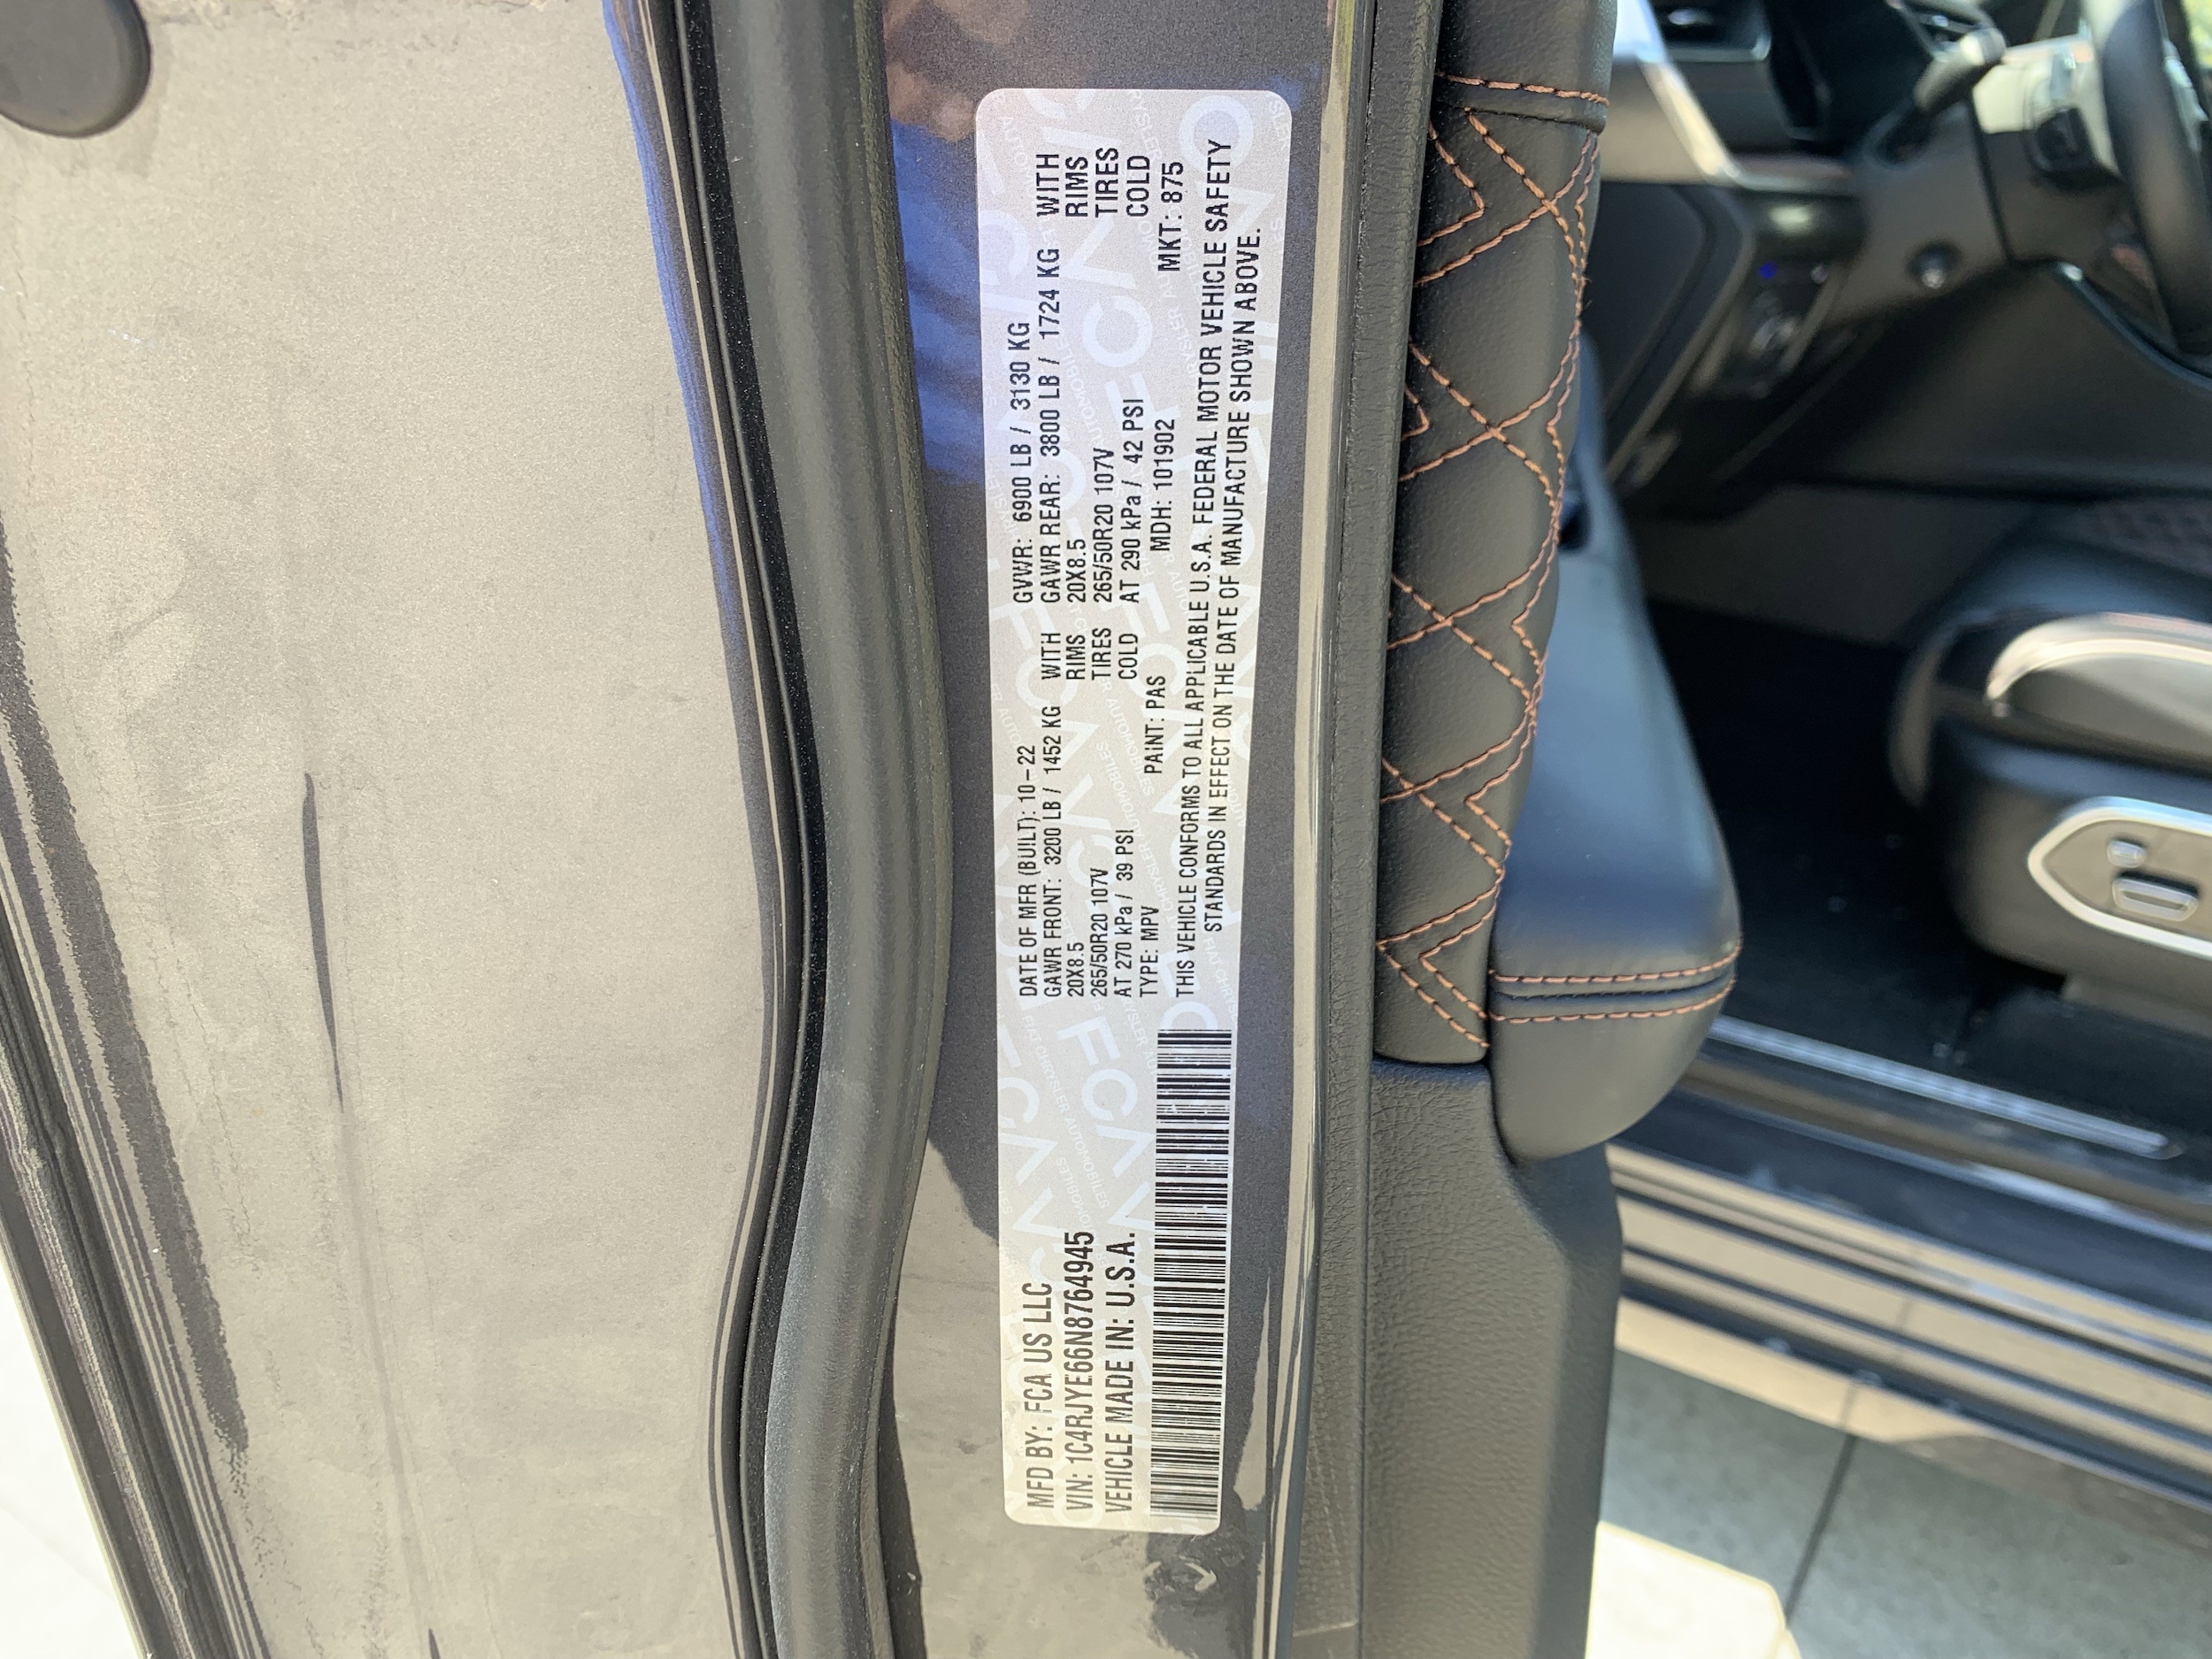 MFD BY: FCA US LLC
VIN: 1C4RJYE66N8764945
VEHICLE MADE IN: U.S.A.
DATE OF MFR (BUILT): 10-22 GVWR: 6900 LB / 3130 KG
GAWR FRONT: 3200 LB / 1452 KG WITH GAWR REAR: 3800 LB / 1724 KG WITH
20X8.5 RIMS 20X8.5 RIMS
265/50R20 107V TIRES 265/50R20 107V TIRES
AT 270 kPa / 39 PSI COLD AT 290 kPa / 42 PSI COLD
TYPE: MPV PAINT: PAS MDH: 101902 MKT: 875
THIS VEHICLE CONFORMS TO ALL APPLICABLE U.S.A. FEDERAL MOTOR VEHICLE SAFETY
STANDARDS IN EFFECT ON THE DATE OF MANUFACTURE SHOWN ABOVE.